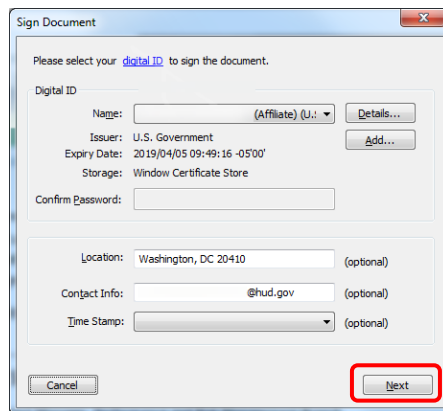 Sign Document
Please select your digital ID to sign the document.
Digital ID
Name: (Affiliate) (U.:
Details...
Issuer: U.S. Government
Add...
Expiry Date: 2019/04/05 09:49:16 -05'00'
Storage: Window Certificate Store
Confirm Password:
Location: Washington, DC 20410 (optional)
Contact Info: @hud.gov (optional)
Time Stamp: (optional)
Cancel Next